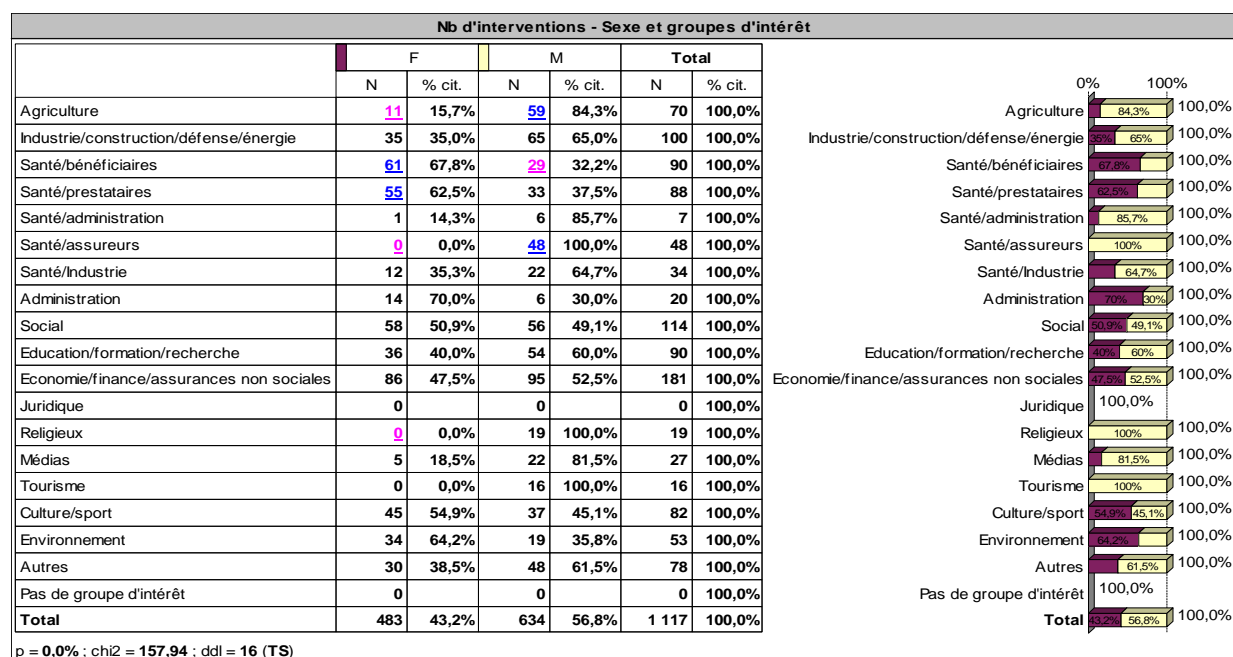 Nb d'interventions - Sexe et groupes d'intérêt
F M Total
N % cit. N % cit. N % cit.
Agriculture 11 15,7% 59 84,3% 70 100,0%
Industrie/construction/défense/énergie 35 35,0% 65 65,0% 100 100,0%
Santé/bénéficiaires 61 67,8% 29 32,2% 90 100,0%
Santé/prestataires 55 62,5% 33 37,5% 88 100,0%
Santé/administration 1 14,3% 6 85,7% 7 100,0%
Santé/assureurs 0 0,0% 48 100,0% 48 100,0%
Santé/Industrie 12 35,3% 22 64,7% 34 100,0%
Administration 14 70,0% 6 30,0% 20 100,0%
Social 58 50,9% 56 49,1% 114 100,0%
Education/formation/recherche 36 40,0% 54 60,0% 90 100,0%
Economie/finance/assurances non sociales 86 47,5% 95 52,5% 181 100,0%
Juridique 0 0 0 100,0%
Religieux 0 0,0% 19 100,0% 19 100,0%
Médias 5 18,5% 22 81,5% 27 100,0%
Tourisme 0 0,0% 16 100,0% 16 100,0%
Culture/sport 45 54,9% 37 45,1% 82 100,0%
Environnement 34 64,2% 19 35,8% 53 100,0%
Autres 30 38,5% 48 61,5% 78 100,0%
Pas de groupe d'intérêt 0 0 0 100,0%
Total 483 43,2% 634 56,8% 1 117 100,0%
p = 0,0% ; chi2 = 157,94 ; ddl = 16 (TS)
0% 100%
Agriculture 84,3% 100,0%
Industrie/construction/défense/énergie 35% 65% 100,0%
Santé/bénéficiaires 67,8% 100,0%
Santé/prestataires 62,5% 100,0%
Santé/administration 85,7% 100,0%
Santé/assureurs 100% 100,0%
Santé/Industrie 64,7% 100,0%
Administration 70% 30% 100,0%
Social 50,9% 49,1% 100,0%
Education/formation/recherche 40% 60% 100,0%
Economie/finance/assurances non sociales 47,5% 52,5% 100,0%
Juridique 100,0%
Religieux 100% 100,0%
Médias 81,5% 100,0%
Tourisme 100% 100,0%
Culture/sport 54,9% 45,1% 100,0%
Environnement 64,2% 100,0%
Autres 61,5% 100,0%
Pas de groupe d'intérêt 100,0%
Total 43,2% 56,8% 100,0%